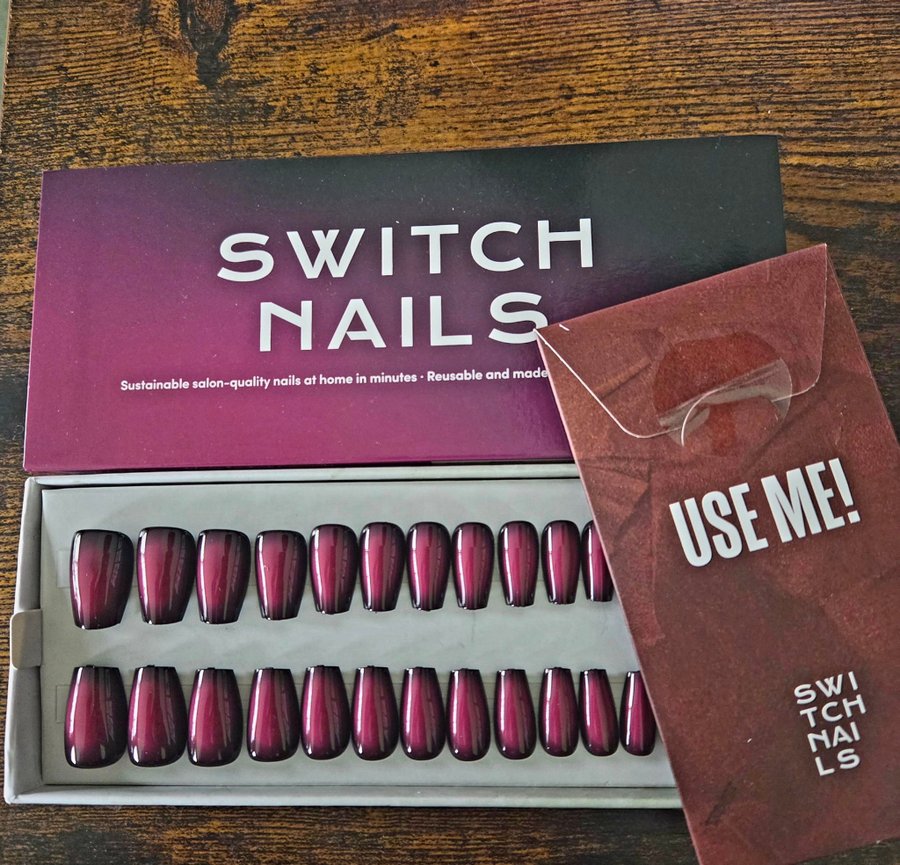 SWITCH
NAILS
Sustainable salon-quality nails at home in minutes · Reusable and made
USE ME!
SWI
TCH
NAI
LS